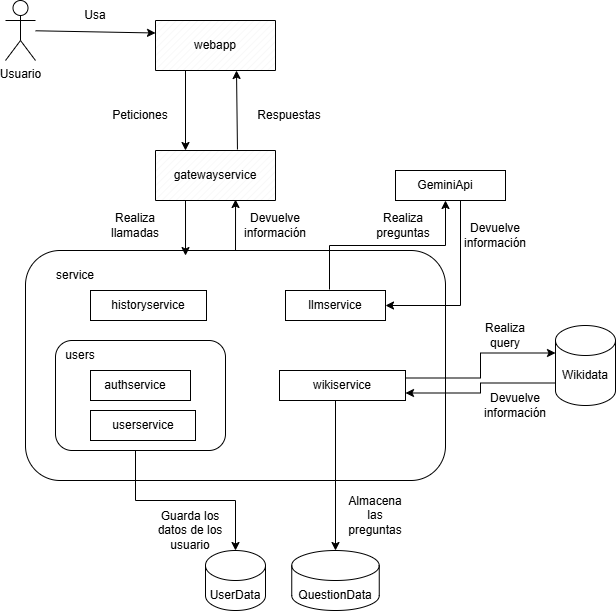 Usa
Usuario
webapp
Peticiones
Respuestas
gatewayservice
GeminiApi
Realiza
llamadas
Devuelve
información
Realiza
preguntas
Devuelve
información
service
historyservice
llmservice
users
authservice
userservice
wikiservice
Realiza
query
Wikidata
Devuelve
información
Guarda los
datos de los
usuario
Almacena
las
preguntas
UserData
QuestionData